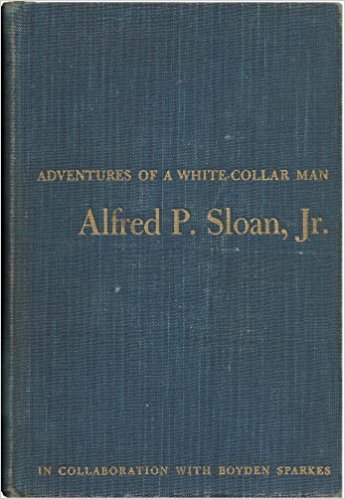 ADVENTURES OF A WHITE-COLLAR MAN
Alfred P. Sloan, Jr.
IN COLLABORATION WITH BOYDEN SPARKES